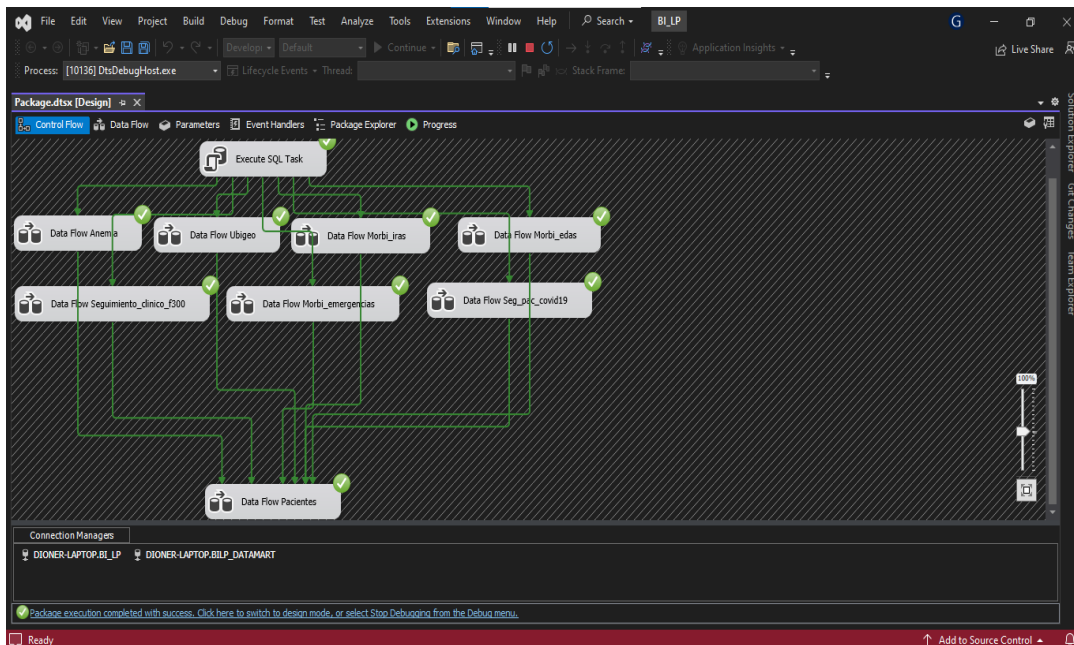 File Edit View Project Build Debug Format Test Analyze Tools Extensions Window Help Search BI_LP G
Develop Default Continue Application Insights Live Share
Process: [10136] DtsDebugHost.exe Lifecycle Events Thread: Stack Frame:
Package.dtsx [Design]
Control Flow Data Flow Parameters Event Handlers Package Explorer Progress
Execute SQL Task
Data Flow Anemia
Data Flow Ubigeo
Data Flow Morbi_iras
Data Flow Morbi_edas
Data Flow Seguimiento_clinico_f300
Data Flow Morbi_emergencias
Data Flow Seg_pac_covid19
Data Flow Pacientes
100%
Solution Explorer
Git Changes
Team Explorer
Connection Managers
DIONER-LAPTOP.BI_LP DIONER-LAPTOP.BILP_DATAMART
Package execution completed with success. Click here to switch to design mode, or select Stop Debugging from the Debug menu.
Ready Add to Source Control